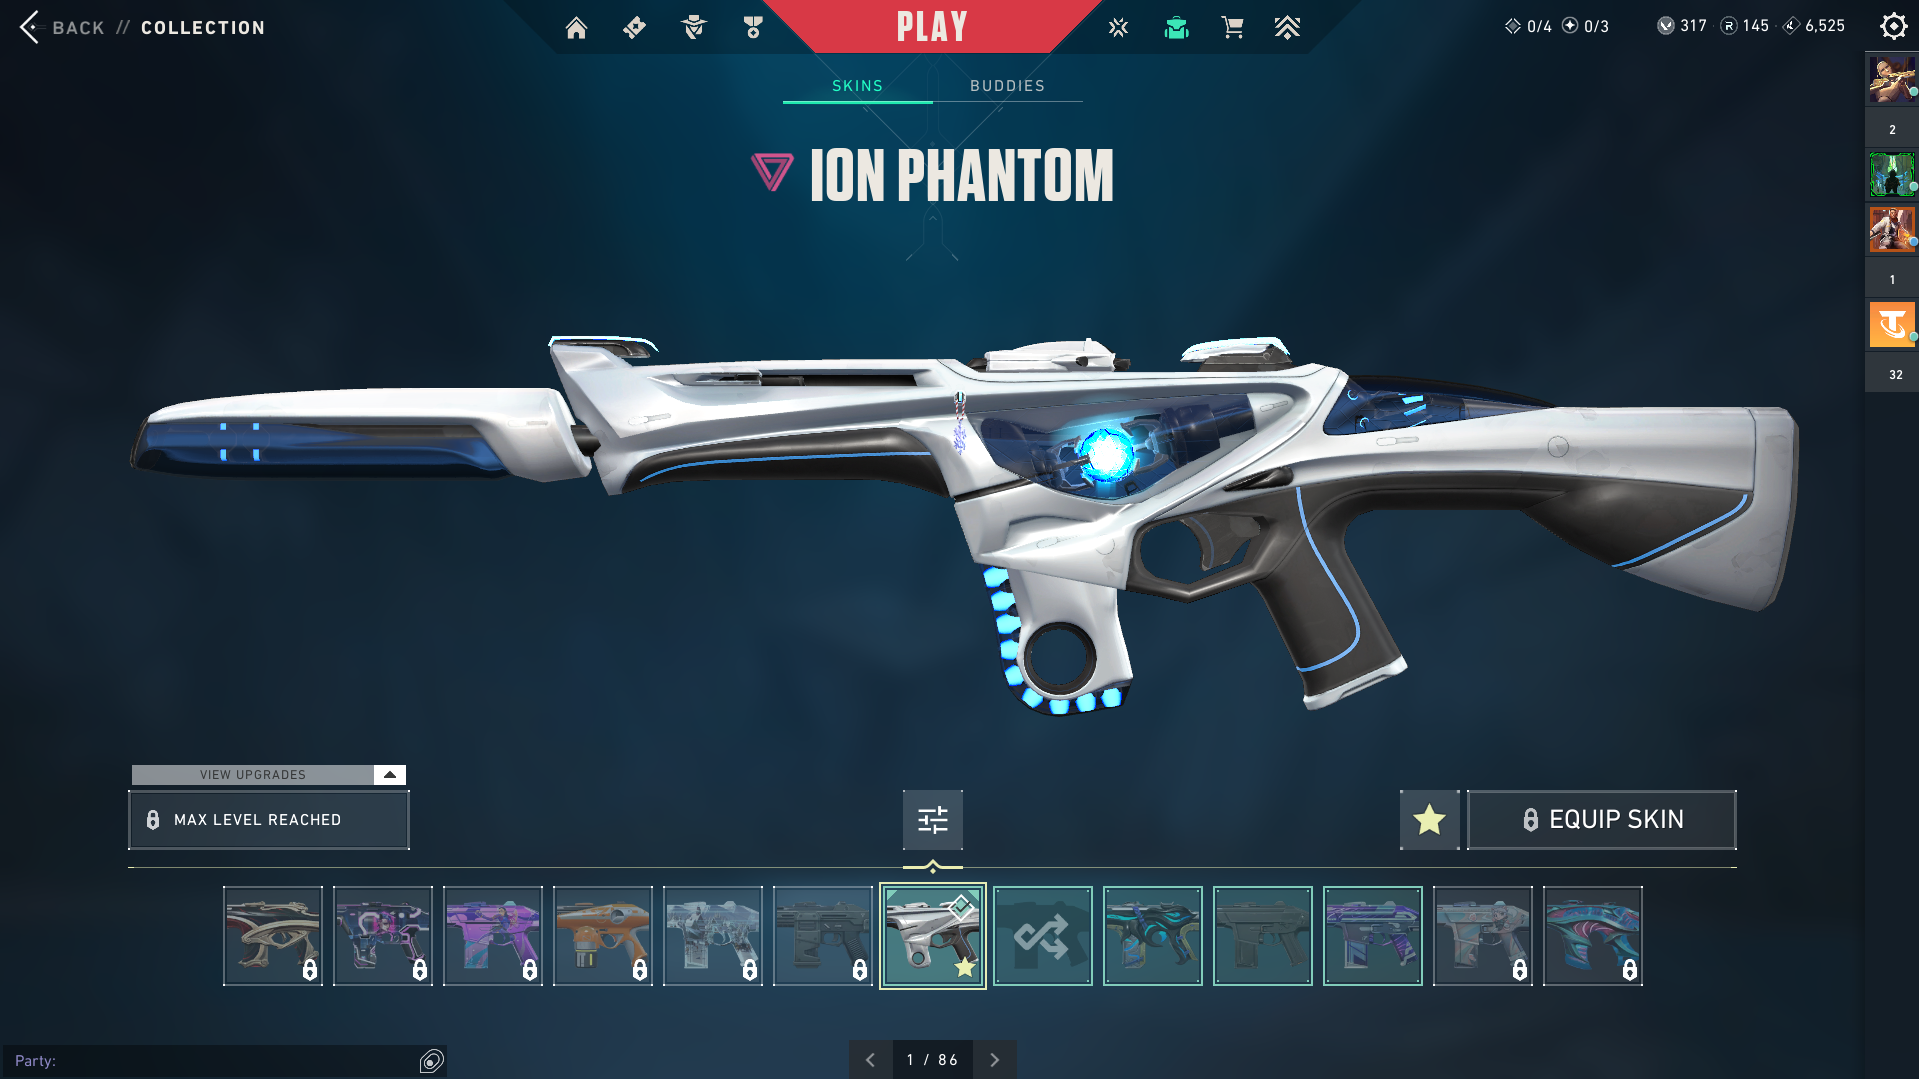 BACK // COLLECTION
PLAY
0/4 0/3 317 145 6,525
SKINS BUDDIES
ION PHANTOM
2
1
32
VIEW UPGRADES
MAX LEVEL REACHED
EQUIP SKIN
Party:
1 / 86